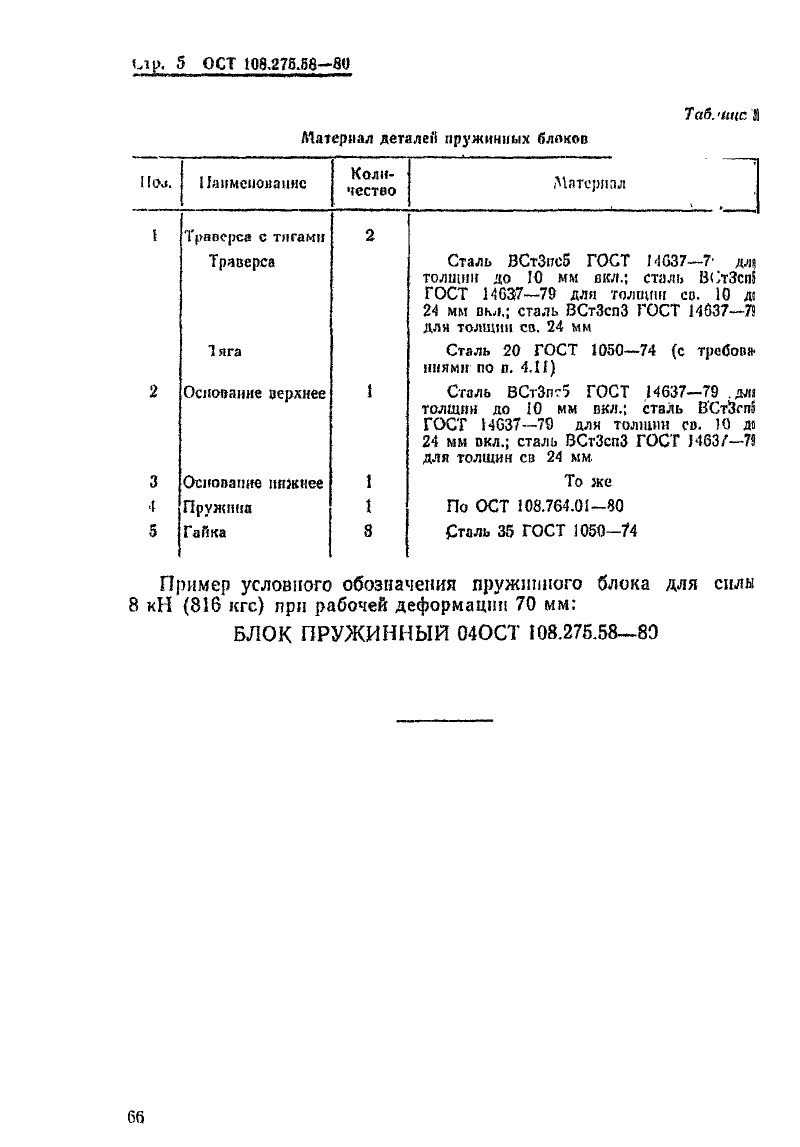 Стр. 5 ОСТ 108.275.58—80
Таблица
Материал деталей пружинных блоков
Поз.
Наименование
Коли-
чество
Материал
1
Траверса с тягами
2
Траверса
Сталь ВСт3пс5 ГОСТ 14637—7 для
толщин до 10 мм вкл.; сталь ВСт3сп5
ГОСТ 14637—79 для толщин св. 10 до
24 мм вкл.; сталь ВСт3сп3 ГОСТ 14637—79
для толщин св. 24 мм
Тяга
Сталь 20 ГОСТ 1050—74 (с требова-
ниями по п. 4.11)
2
Основание верхнее
1
Сталь ВСт3пс5 ГОСТ 14637—79 для
толщин до 10 мм вкл.; сталь ВСт3сп5
ГОСТ 14637—79 для толщин св. 10 до
24 мм вкл.; сталь ВСт3сп3 ГОСТ 14637—79
для толщин св 24 мм
3
Основание нижнее
1
То же
4
Пружина
1
По ОСТ 108.764.01—80
5
Гайка
8
Сталь 35 ГОСТ 1050—74
Пример условного обозначения пружинного блока для силы
8 кН (816 кгс) при рабочей деформации 70 мм:
БЛОК ПРУЖИННЫЙ 04ОСТ 108.275.58—80
66